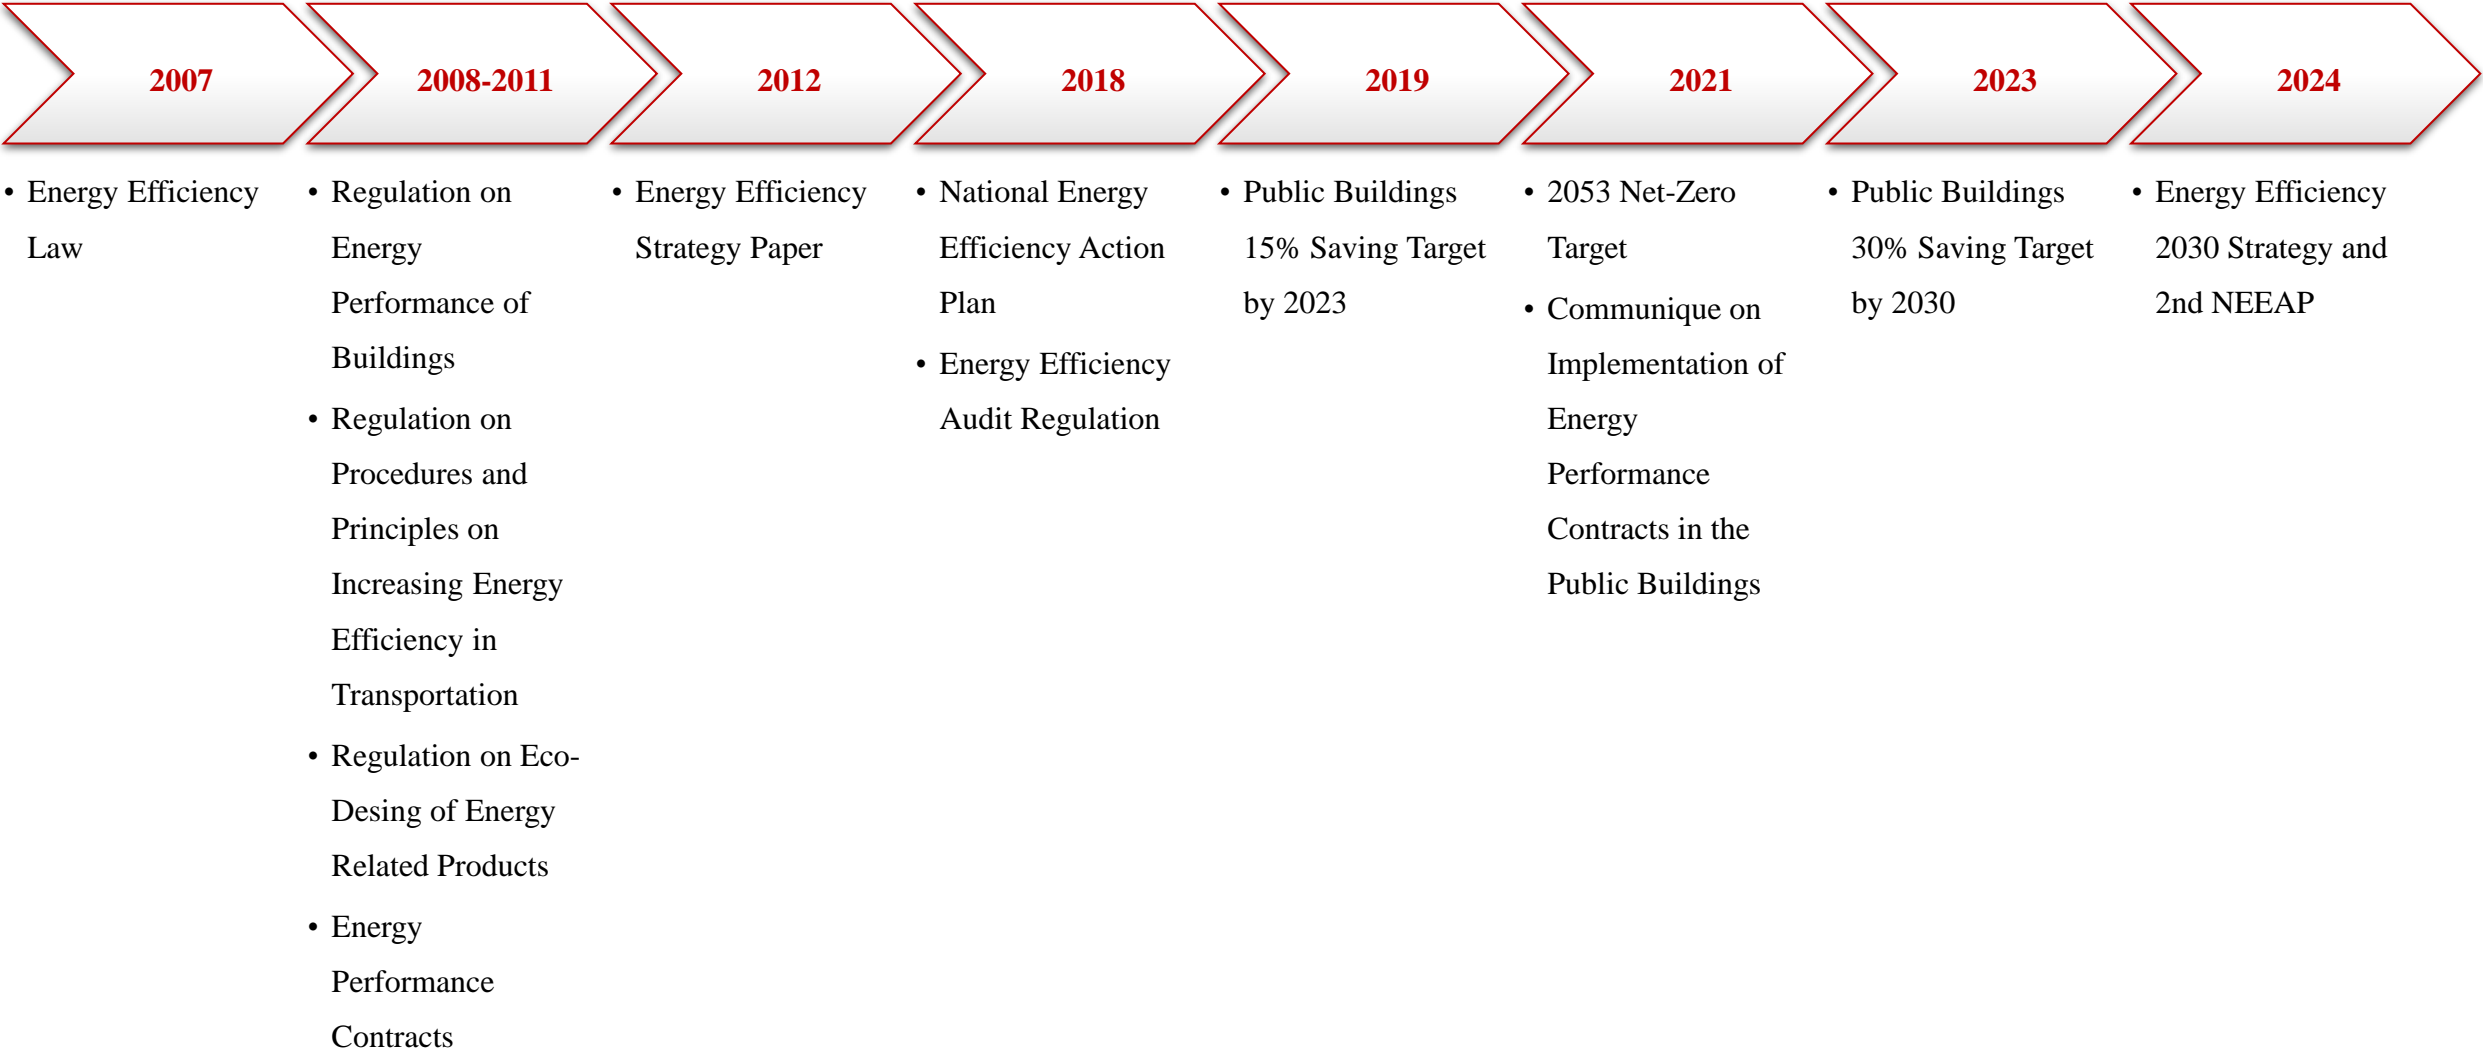 2007
2008-2011
2012
2018
2019
2021
2023
2024
• Energy Efficiency
Law
• Regulation on
Energy
Performance of
Buildings
• Regulation on
Procedures and
Principles on
Increasing Energy
Efficiency in
Transportation
• Regulation on Eco-
Desing of Energy
Related Products
• Energy
Performance
Contracts
• Energy Efficiency
Strategy Paper
• National Energy
Efficiency Action
Plan
• Energy Efficiency
Audit Regulation
• Public Buildings
15% Saving Target
by 2023
• 2053 Net-Zero
Target
• Communique on
Implementation of
Energy
Performance
Contracts in the
Public Buildings
• Public Buildings
30% Saving Target
by 2030
• Energy Efficiency
2030 Strategy and
2nd NEEAP